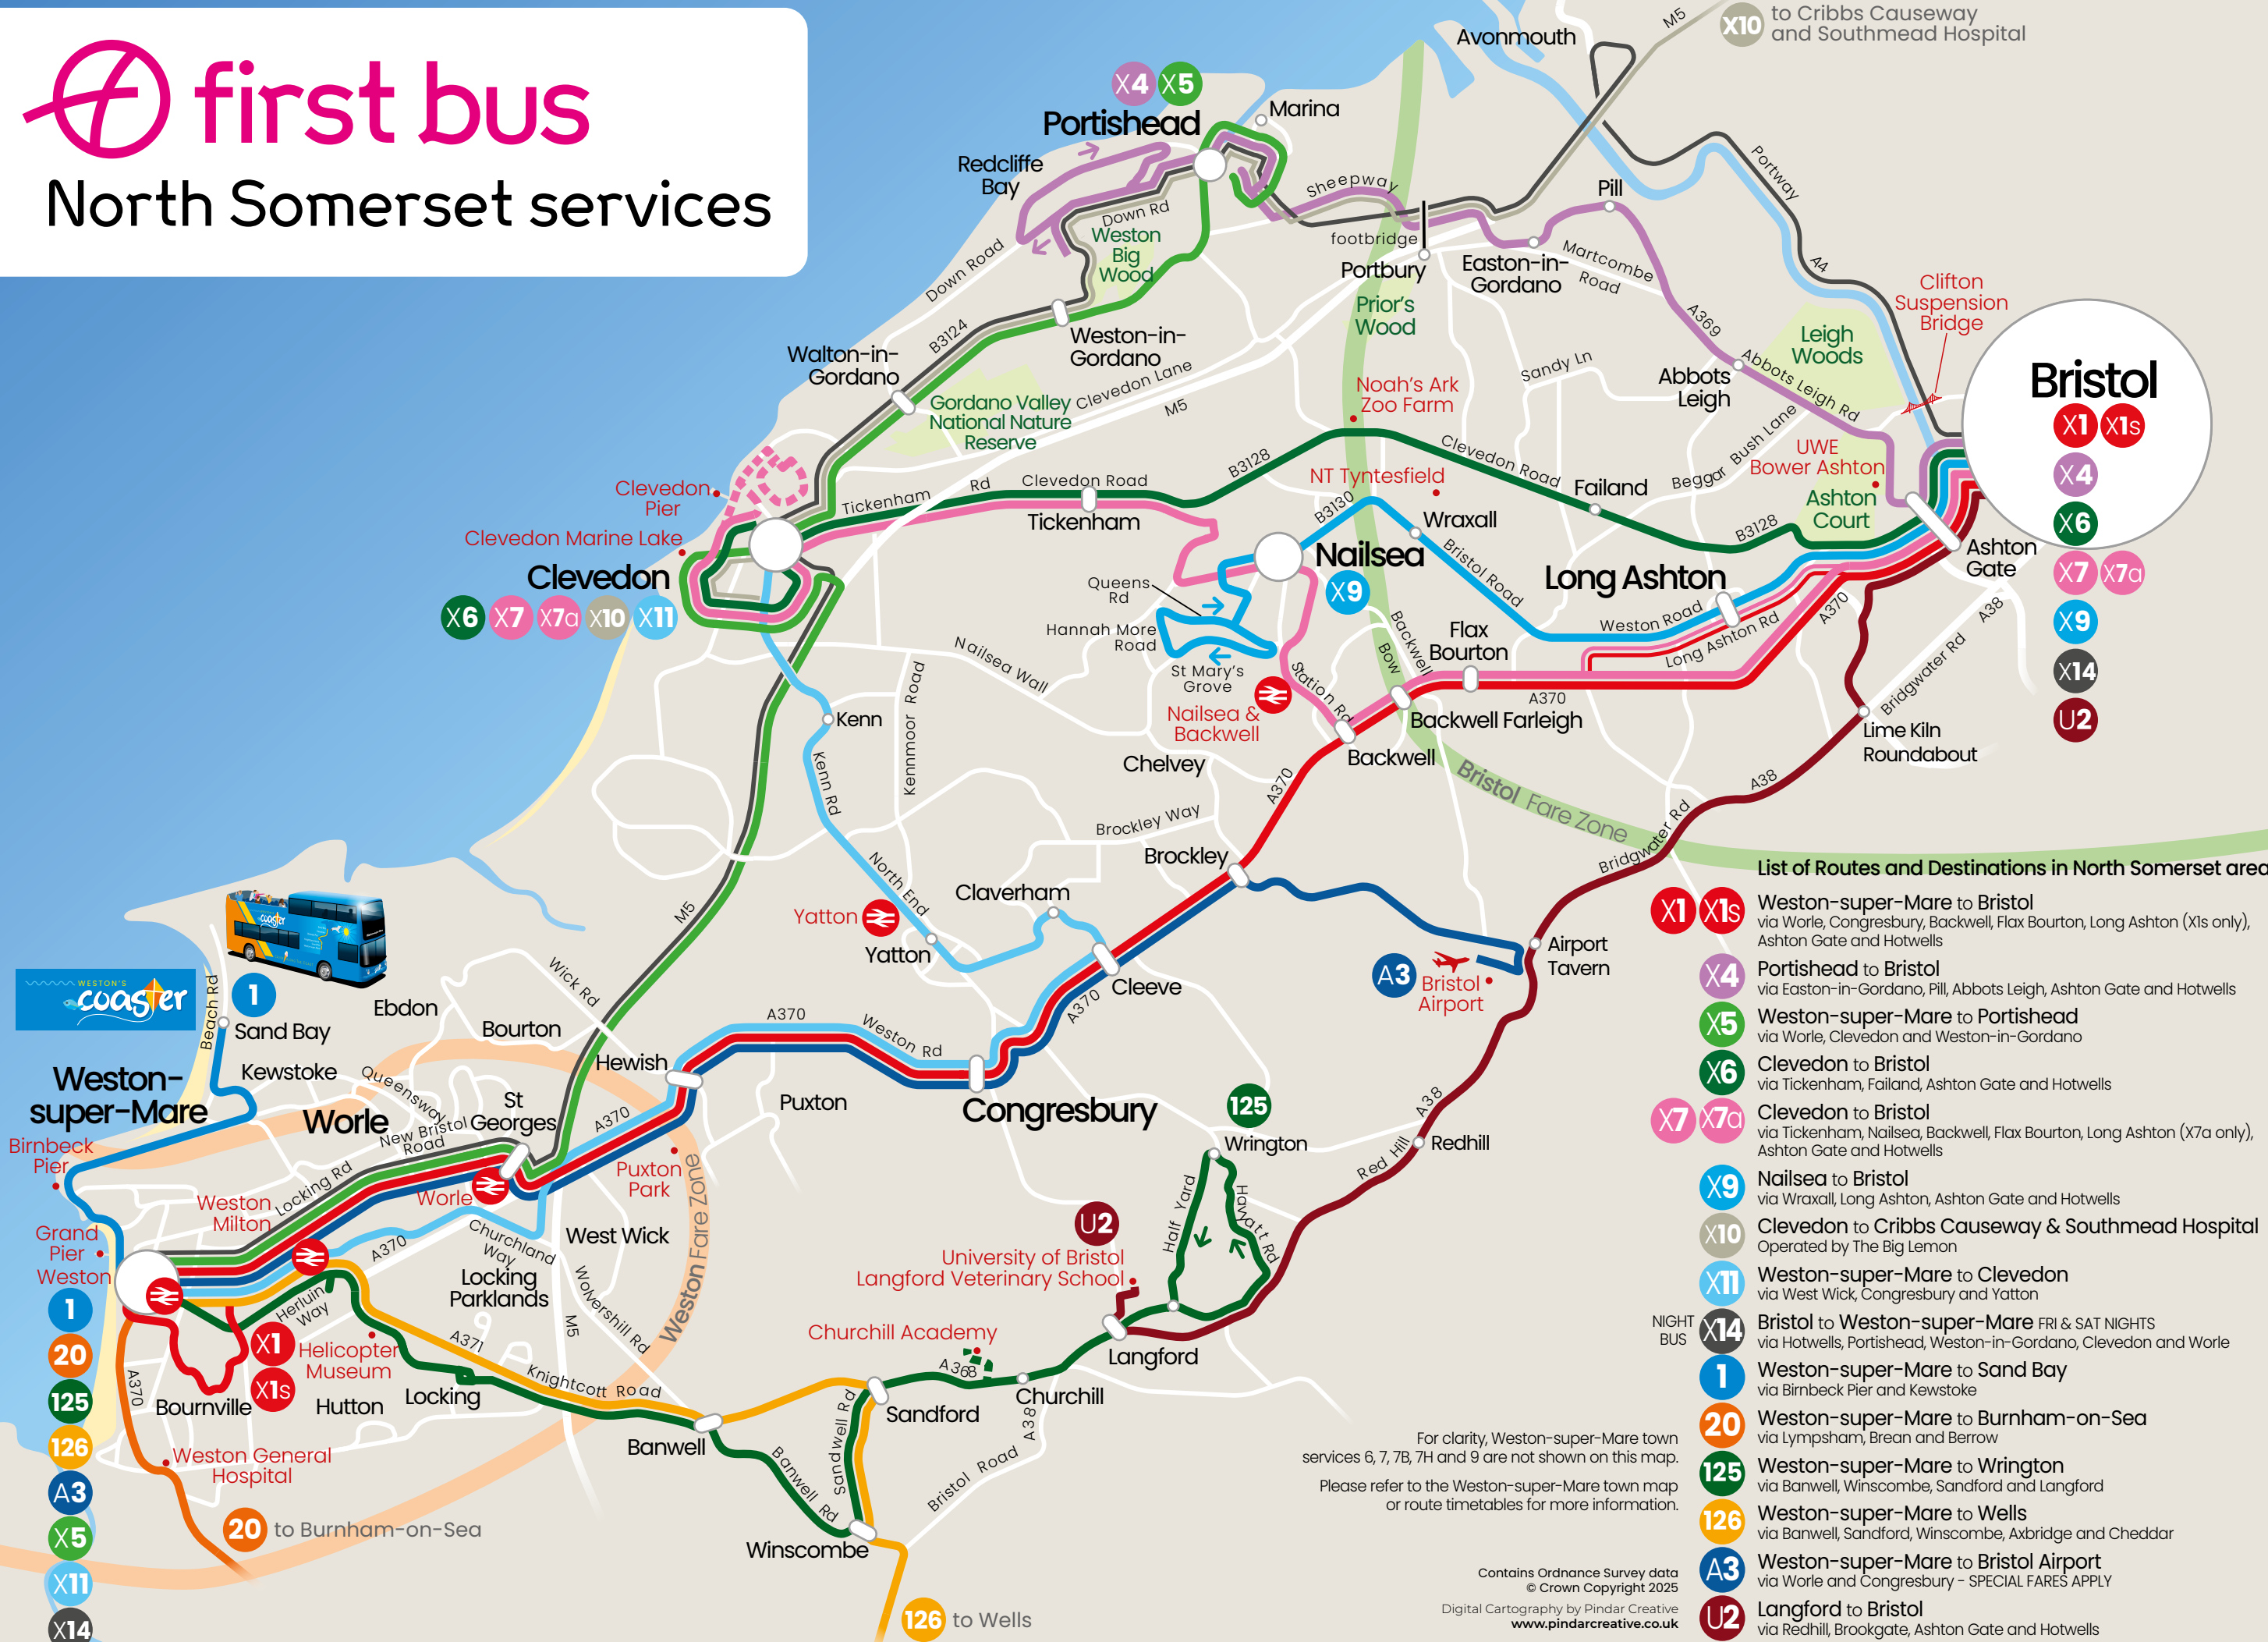 first bus
North Somerset services
X10 to Cribbs Causeway
and Southmead Hospital
M5
Avonmouth
X4 X5
Portishead
Marina
Redcliffe
Bay
Sheepway
Pill
Portway
Down Rd
Weston
Big
Wood
Down Road
footbridge
Portbury
Easton-in-
Gordano
Martcombe
Road
A4
Prior's
Wood
A369
Clifton
Suspension
Bridge
Leigh
Woods
B3124
Weston-in-
Gordano
Walton-in-
Gordano
Clevedon Lane
M5
Sandy Ln
Abbots
Leigh
Abbots Leigh Rd
Gordano Valley
National Nature
Reserve
Noah's Ark
Zoo Farm
Beggar Bush Lane
UWE
Bower Ashton
Ashton
Court
Bristol
X1 X1s
X4
X6
X7 X7a
X9
X14
U2
Clevedon
Pier
Clevedon Marine Lake
Clevedon
X6 X7 X7a X10 X11
Tickenham Rd
Clevedon Road
Tickenham
B3128
Clevedon Road
NT Tyntesfield
Failand
B3128
B3130
Wraxall
Nailsea
X9
Bristol Road
Long Ashton
Ashton
Gate
Queens
Rd
Hannah More
Road
St Mary's
Grove
Weston Road
Long Ashton Rd
A370
A38
Backwell
Bow
Flax
Bourton
Nailsea Wall
Station Rd
Nailsea &
Backwell
A370
Backwell Farleigh
Backwell
Bridgwater Rd
Lime Kiln
Roundabout
Kenn
Kennmoor Road
Kenn Rd
Chelvey
A370
Bristol Fare Zone
A38
Bridgwater Rd
Brockley Way
Brockley
North End
Claverham
Yatton
Yatton
M5
Cleeve
A370
A3
Bristol
Airport
Airport
Tavern
WESTON'S
coaster
coaster
1
Beach Rd
Sand Bay
Ebdon
Wick Rd
Bourton
Kewstoke
Queensway
Weston-
super-Mare
Worle
St
Georges
New Bristol
Road
Hewish
A370
A370
Weston Rd
Puxton
Congresbury
125
Wrington
A38
Red Hill
Redhill
Birnbeck
Pier
Locking Rd
Weston
Milton
Worle
Puxton
Park
Weston Fare Zone
Grand
Pier
Weston
A370
Churchland
Way
West Wick
Locking
Parklands
Wolvershill Rd
M5
U2
University of Bristol
Langford Veterinary School
Half Yard
Havyatt Rd
1
20
125
126
A3
X5
X11
X14
Herluin
Way
X1
X1s
Helicopter
Museum
A371
Bournville
Hutton
Locking
Knightcott Road
A370
Weston General
Hospital
20 to Burnham-on-Sea
Churchill Academy
A368
Langford
Churchill
Sandford
A38
Banwell
Banwell Rd
Sandwell Rd
Bristol Road
Winscombe
126 to Wells
List of Routes and Destinations in North Somerset area
X1 X1s Weston-super-Mare to Bristol
via Worle, Congresbury, Backwell, Flax Bourton, Long Ashton (X1s only),
Ashton Gate and Hotwells
X4 Portishead to Bristol
via Easton-in-Gordano, Pill, Abbots Leigh, Ashton Gate and Hotwells
X5 Weston-super-Mare to Portishead
via Worle, Clevedon and Weston-in-Gordano
X6 Clevedon to Bristol
via Tickenham, Failand, Ashton Gate and Hotwells
X7 X7a Clevedon to Bristol
via Tickenham, Nailsea, Backwell, Flax Bourton, Long Ashton (X7a only),
Ashton Gate and Hotwells
X9 Nailsea to Bristol
via Wraxall, Long Ashton, Ashton Gate and Hotwells
X10 Clevedon to Cribbs Causeway & Southmead Hospital
Operated by The Big Lemon
X11 Weston-super-Mare to Clevedon
via West Wick, Congresbury and Yatton
NIGHT
BUS
X14 Bristol to Weston-super-Mare FRI & SAT NIGHTS
via Hotwells, Portishead, Weston-in-Gordano, Clevedon and Worle
1 Weston-super-Mare to Sand Bay
via Birnbeck Pier and Kewstoke
20 Weston-super-Mare to Burnham-on-Sea
via Lympsham, Brean and Berrow
125 Weston-super-Mare to Wrington
via Banwell, Winscombe, Sandford and Langford
126 Weston-super-Mare to Wells
via Banwell, Sandford, Winscombe, Axbridge and Cheddar
A3 Weston-super-Mare to Bristol Airport
via Worle and Congresbury - SPECIAL FARES APPLY
U2 Langford to Bristol
via Redhill, Brookgate, Ashton Gate and Hotwells
For clarity, Weston-super-Mare town
services 6, 7, 7B, 7H and 9 are not shown on this map.
Please refer to the Weston-super-Mare town map
or route timetables for more information.
Contains Ordnance Survey data
© Crown Copyright 2025
Digital Cartography by Pindar Creative
www.pindarcreative.co.uk